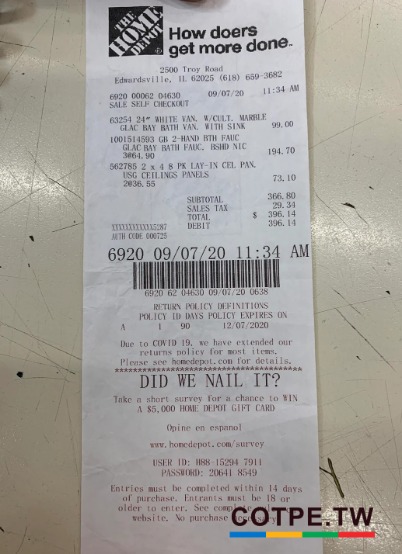 THE
HOME
DEPOT
How doers
get more done.
2500 Troy Road
Edwardsville, IL 62025 (618) 659-3682
6920 00062 04630 09/07/20 11:34 AM
SALE SELF CHECKOUT
63254 24" WHITE VAN. W/CULT. MARBLE
GLAC BAY BATH VAN. WITH SINK 99.00
1001514593 GB 2-HAND BTH FAUC
GLAC BAY BATH FAUC. BSHD NIC
3@64.90 194.70
562785 2 x 4 8 PK LAY-IN CEL PAN.
USG CEILINGS PANELS
2@36.55 73.10
SUBTOTAL 366.80
SALES TAX 29.34
TOTAL $ 396.14
XXXXXXXXXXXX5287 DEBIT 396.14
AUTH CODE 000725
6920 09/07/20 11:34 AM
6920 62 04630 09/07/20 0638
RETURN POLICY DEFINITIONS
POLICY ID DAYS POLICY EXPIRES ON
A 1 90 12/07/2020
Due to COVID 19, we have extended our
returns policy for most items.
Please see homedepot.com for details.
DID WE NAIL IT?
Take a short survey for a chance to WIN
A $5,000 HOME DEPOT GIFT CARD
Opine en espanol
www.homedepot.com/survey
USER ID: H88-15294 7911
PASSWORD: 20641 8549
Entries must be completed within 14 days
of purchase. Entrants must be 18 or
older to enter. See
website. No purchase
COTPE.TW